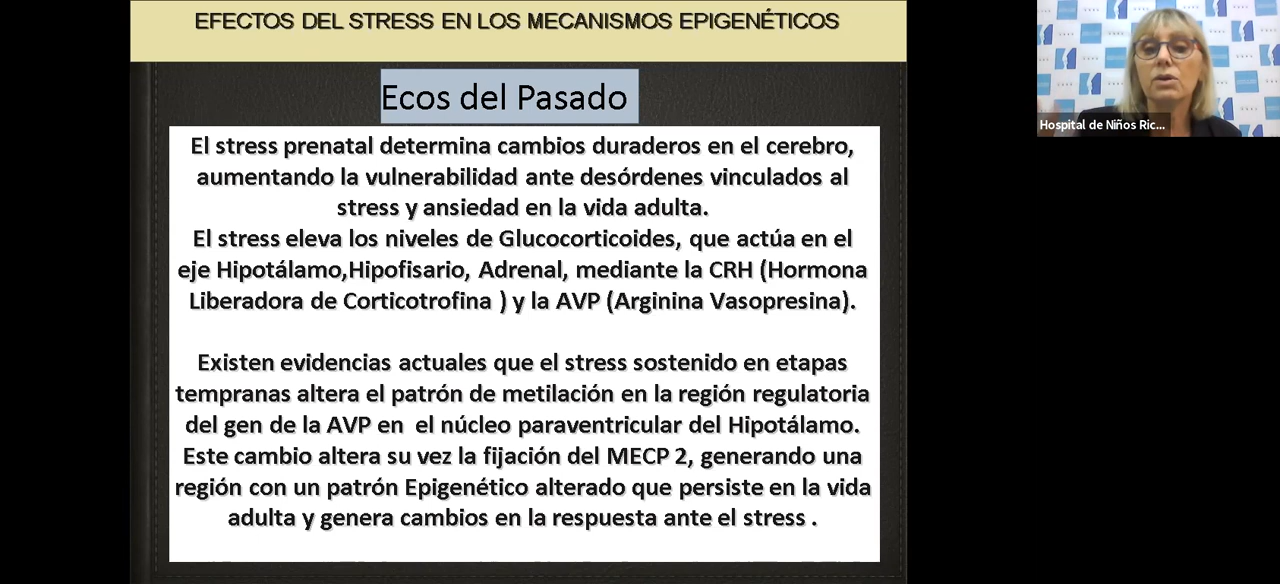 EFECTOS DEL STRESS EN LOS MECANISMOS EPIGENÉTICOS
Ecos del Pasado
El stress prenatal determina cambios duraderos en el cerebro,
aumentando la vulnerabilidad ante desórdenes vinculados al
stress y ansiedad en la vida adulta.
El stress eleva los niveles de Glucocorticoides, que actúa en el
eje Hipotálamo,Hipofisario, Adrenal, mediante la CRH (Hormona
Liberadora de Corticotrofina ) y la AVP (Arginina Vasopresina).
Existen evidencias actuales que el stress sostenido en etapas
tempranas altera el patrón de metilación en la región regulatoria
del gen de la AVP en el núcleo paraventricular del Hipotálamo.
Este cambio altera su vez la fijación del MECP 2, generando una
región con un patrón Epigenético alterado que persiste en la vida
adulta y genera cambios en la respuesta ante el stress .
Hospital de Niños Ric...